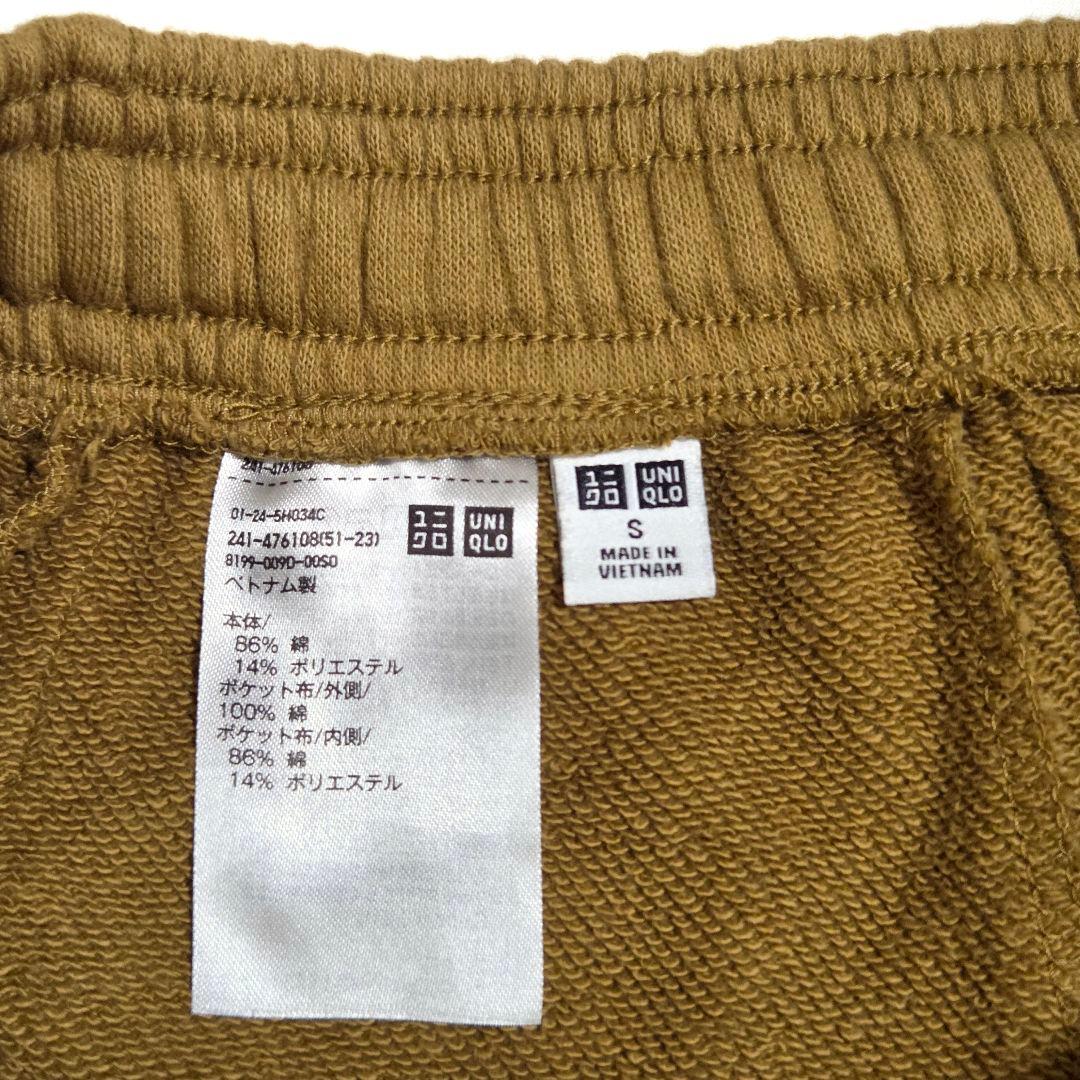 241-476108
01-24-5H034C
241-476108(51-23)
8199-009D-00S0
ベトナム製
ユニ
クロ
UNI
QLO
本体/
86% 綿
14% ポリエステル
ポケット布/外側/
100% 綿
ポケット布/内側/
86% 綿
14% ポリエステル
ユニ
クロ
UNI
QLO
S
MADE IN
VIETNAM